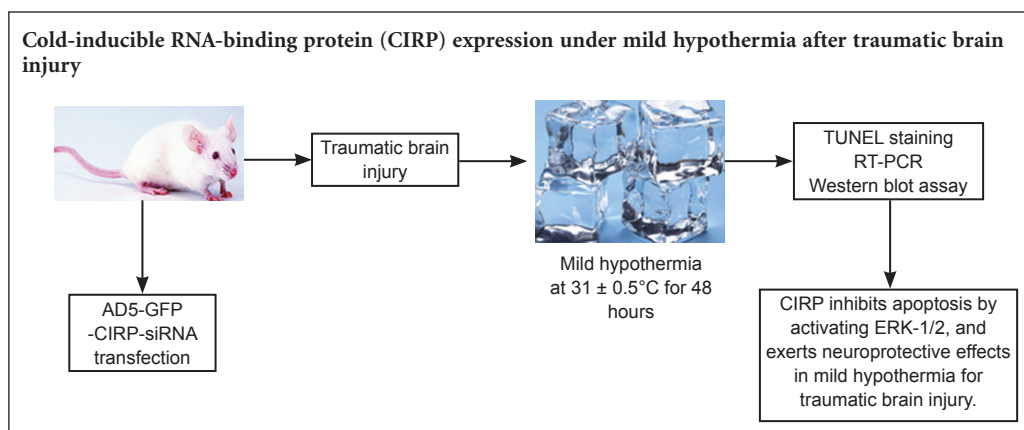 Cold-inducible RNA-binding protein (CIRP) expression under mild hypothermia after traumatic brain
injury
Traumatic brain
injury
TUNEL staining
RT-PCR
Western blot assay
Mild hypothermia
at 31 ± 0.5°C for 48
hours
AD5-GFP
-CIRP-siRNA
transfection
CIRP inhibits apoptosis by
activating ERK-1/2, and
exerts neuroprotective effects
in mild hypothermia for
traumatic brain injury.